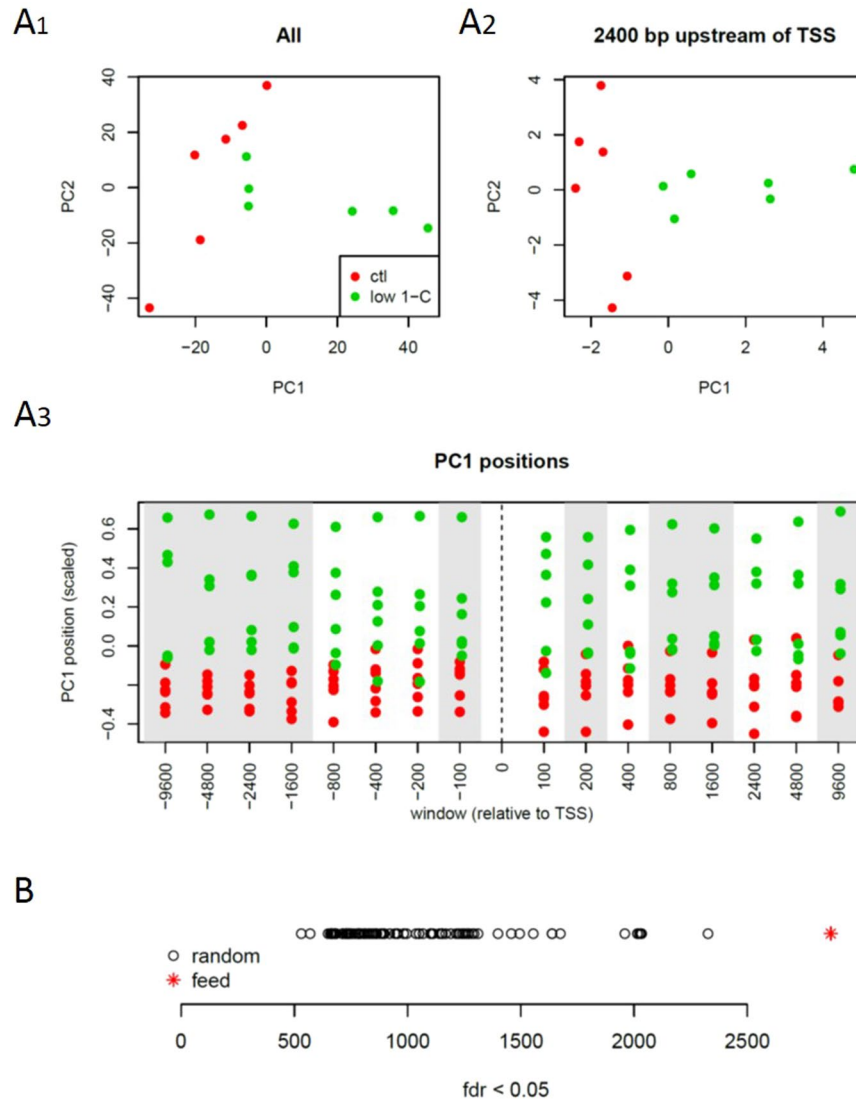 A1
All
40
20
0
−20
−40
PC2
ctl
low 1−C
−20
0
20
40
PC1
A2
2400 bp upstream of TSS
4
2
0
−2
−4
PC2
−2
0
2
4
PC1
A3
PC1 positions
0.6
0.4
0.2
0.0
−0.4
PC1 position (scaled)
−9600
−4800
−2400
−1600
−800
−400
−200
−100
0
100
200
400
800
1600
2400
4800
9600
window (relative to TSS)
B
random
feed
0
500
1000
1500
2000
2500
fdr < 0.05